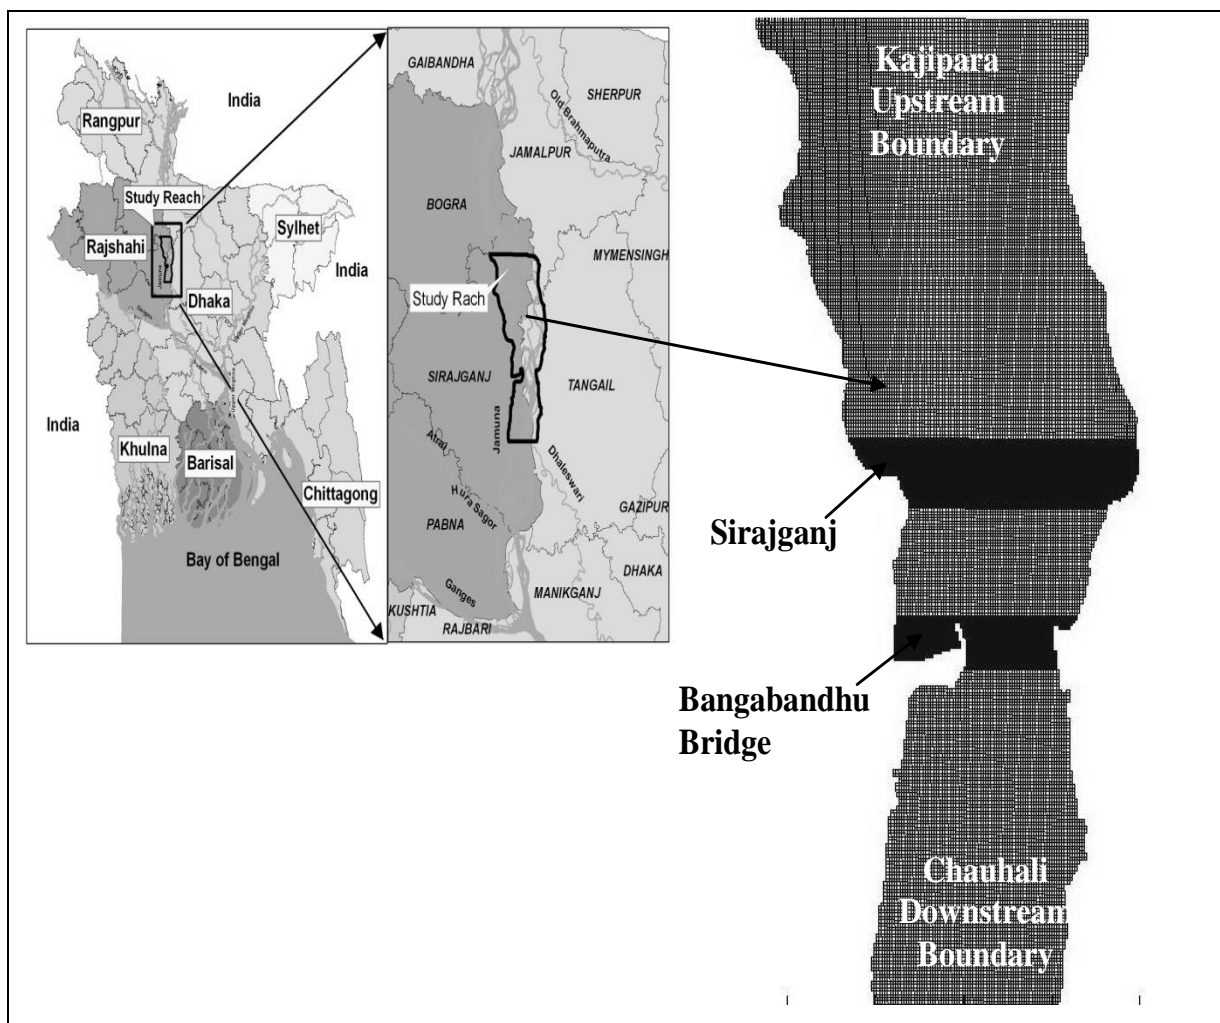 India
Rangpur
Study Reach
Sylhet
Rajshahi
India
Jamuna
Dhaka
India
Khulna
Barisal
Chittagong
Bay of Bengal
GAIBANDHA
SHERPUR
Old Brahmaputra
JAMALPUR
BOGRA
MYMENSINGH
Study Rach
SIRAJGANJ
TANGAIL
Jamuna
Atrai
Dhaleswari
Hura Sagor
GAZIPUR
PABNA
DHAKA
Ganges
MANIKGANJ
KUSHTIA
RAJBARI
Kajipara
Upstream
Boundary
Sirajganj
Bangabandhu
Bridge
Chauhali
Downstream
Boundary